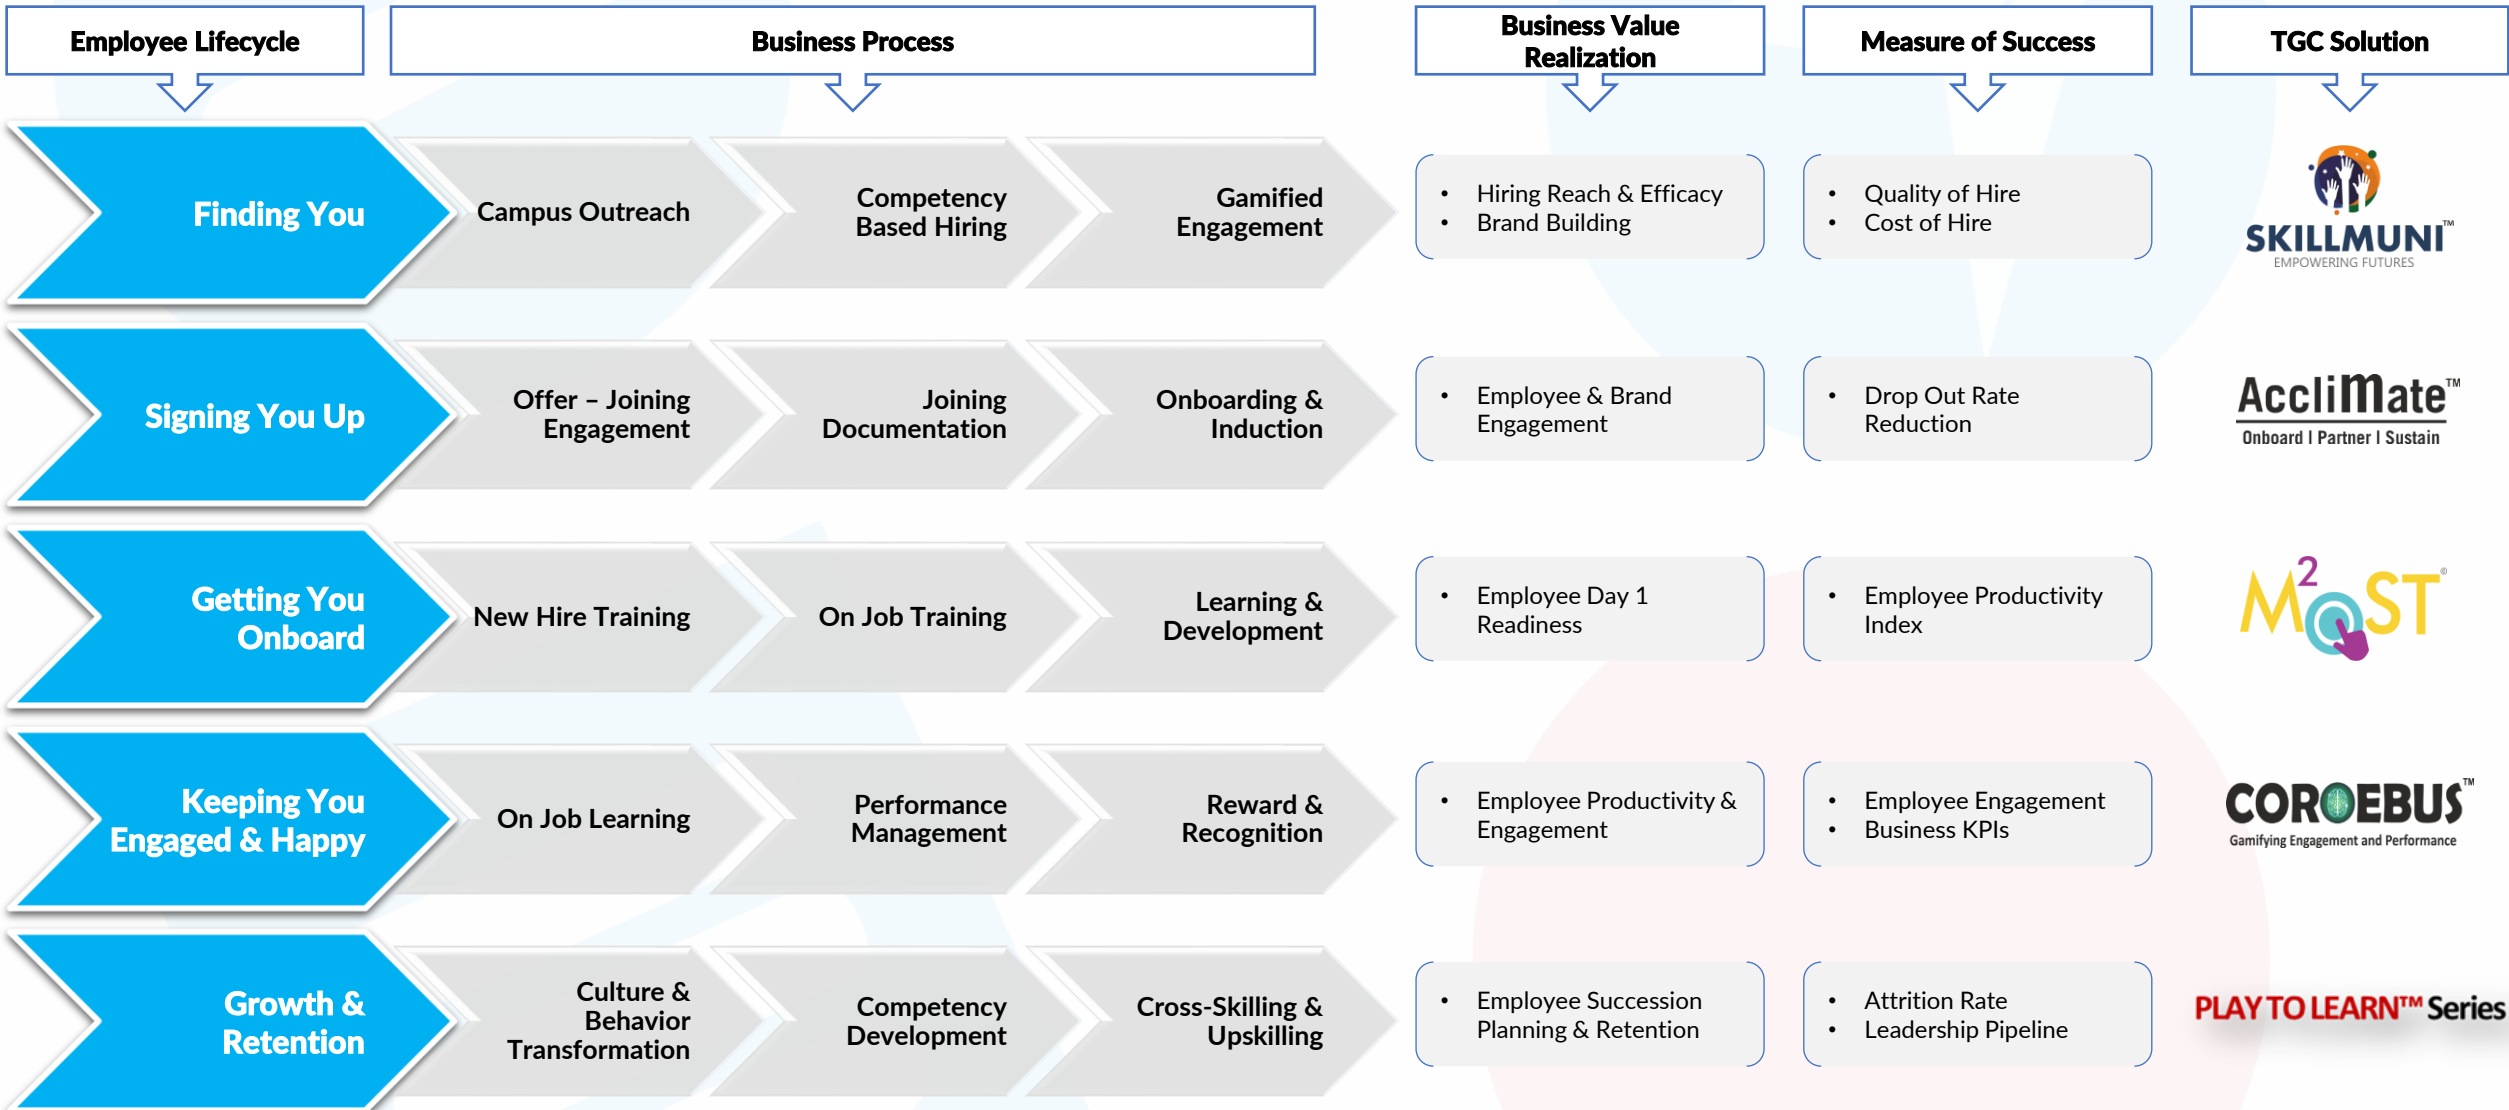 Employee Lifecycle
Business Process
Business Value
Realization
Measure of Success
TGC Solution
Finding You
Campus Outreach
Competency
Based Hiring
Gamified
Engagement
• Hiring Reach & Efficacy
• Brand Building
• Quality of Hire
• Cost of Hire
SKILLMUNI™
EMPOWERING FUTURES
Signing You Up
Offer – Joining
Engagement
Joining
Documentation
Onboarding &
Induction
• Employee & Brand
Engagement
• Drop Out Rate
Reduction
AccliMate™
Onboard | Partner | Sustain
Getting You
Onboard
New Hire Training
On Job Training
Learning &
Development
• Employee Day 1
Readiness
• Employee Productivity
Index
M2OST©
Keeping You
Engaged & Happy
On Job Learning
Performance
Management
Reward &
Recognition
• Employee Productivity &
Engagement
• Employee Engagement
• Business KPIs
COROEBUS™
Gamifying Engagement and Performance
Growth &
Retention
Culture &
Behavior
Transformation
Competency
Development
Cross-Skilling &
Upskilling
• Employee Succession
Planning & Retention
• Attrition Rate
• Leadership Pipeline
PLAY TO LEARN™ Series